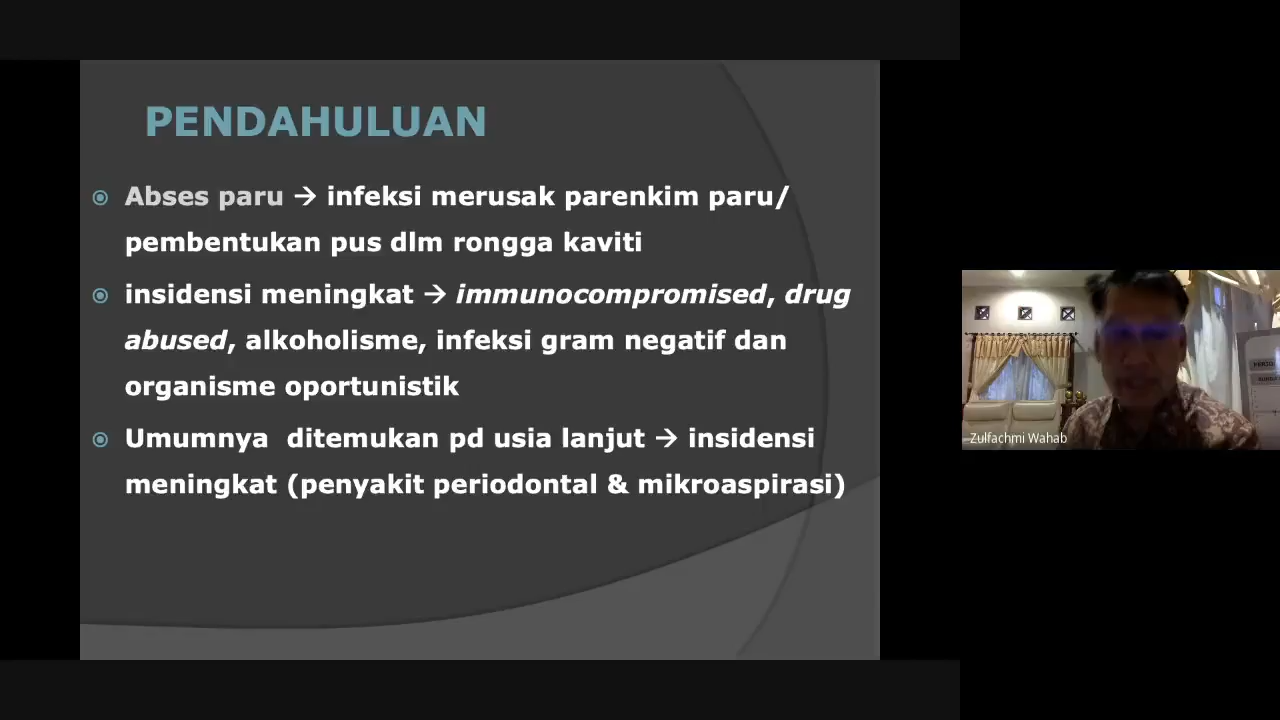 PENDAHULUAN
Abses paru → infeksi merusak parenkim paru/
pembentukan pus dlm rongga kaviti
insidensi meningkat → immunocompromised, drug
abused, alkoholisme, infeksi gram negatif dan
organisme oportunistik
Umumnya  ditemukan pd usia lanjut → insidensi
meningkat (penyakit periodontal & mikroaspirasi)
Zulfachmi Wahab